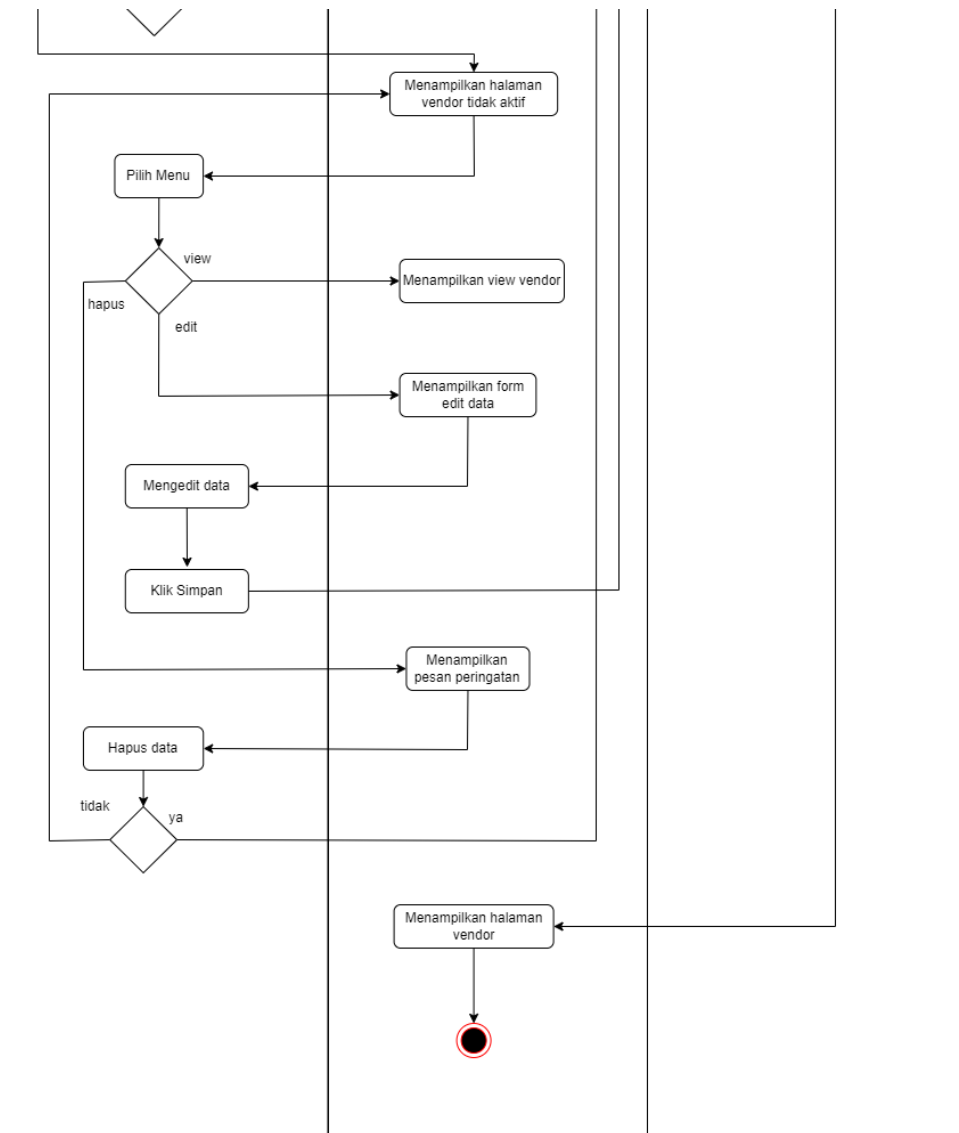 Menampilkan halaman
vendor tidak aktif
Pilih Menu
view
Menampilkan view vendor
hapus
edit
Menampilkan form
edit data
Mengedit data
Klik Simpan
Menampilkan
pesan peringatan
Hapus data
tidak
ya
Menampilkan halaman
vendor